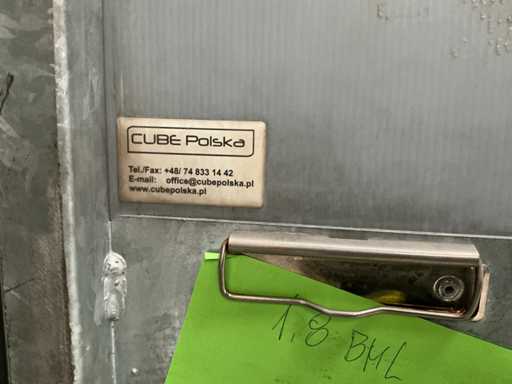 CUBE Polska
Tel./Fax: +48/ 74 833 14 42
E-mail: office@cubepolska.pl
www.cubepolska.pl
1,8 BML